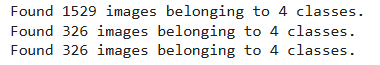 Found 1529 images belonging to 4 classes.
Found 326 images belonging to 4 classes.
Found 326 images belonging to 4 classes.